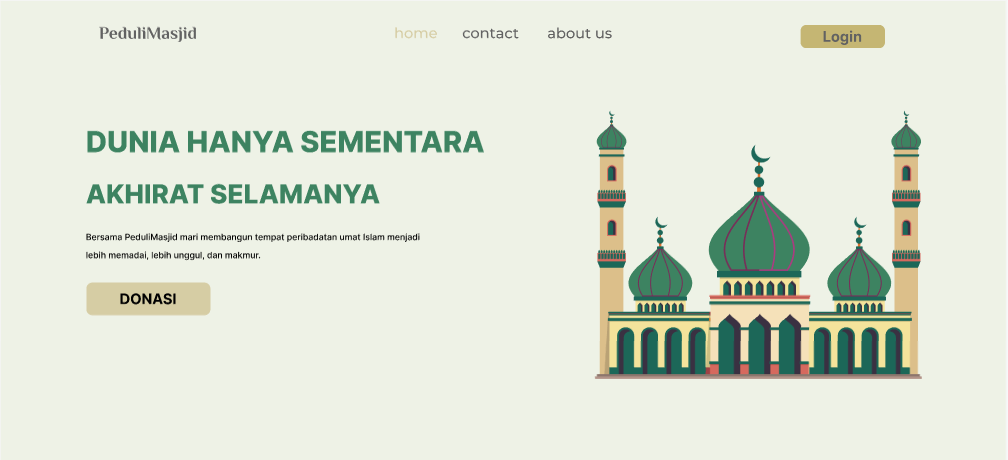 PeduliMasjid
home
contact
about us
Login
DUNIA HANYA SEMENTARA
AKHIRAT SELAMANYA
Bersama PeduliMasjid mari membangun tempat peribadatan umat Islam menjadi
lebih memadai, lebih unggul, dan makmur.
DONASI